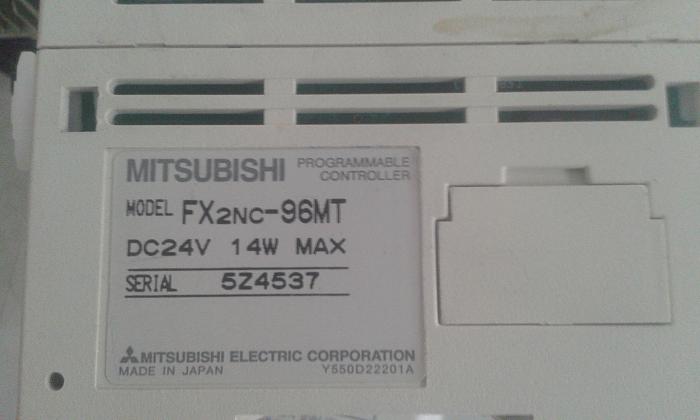 MITSUBISHI PROGRAMMABLE CONTROLLER
MODEL FX2NC-96MT
DC24V 14W MAX
SERIAL 5Z4537
MITSUBISHI ELECTRIC CORPORATION
MADE IN JAPAN Y550D22201A